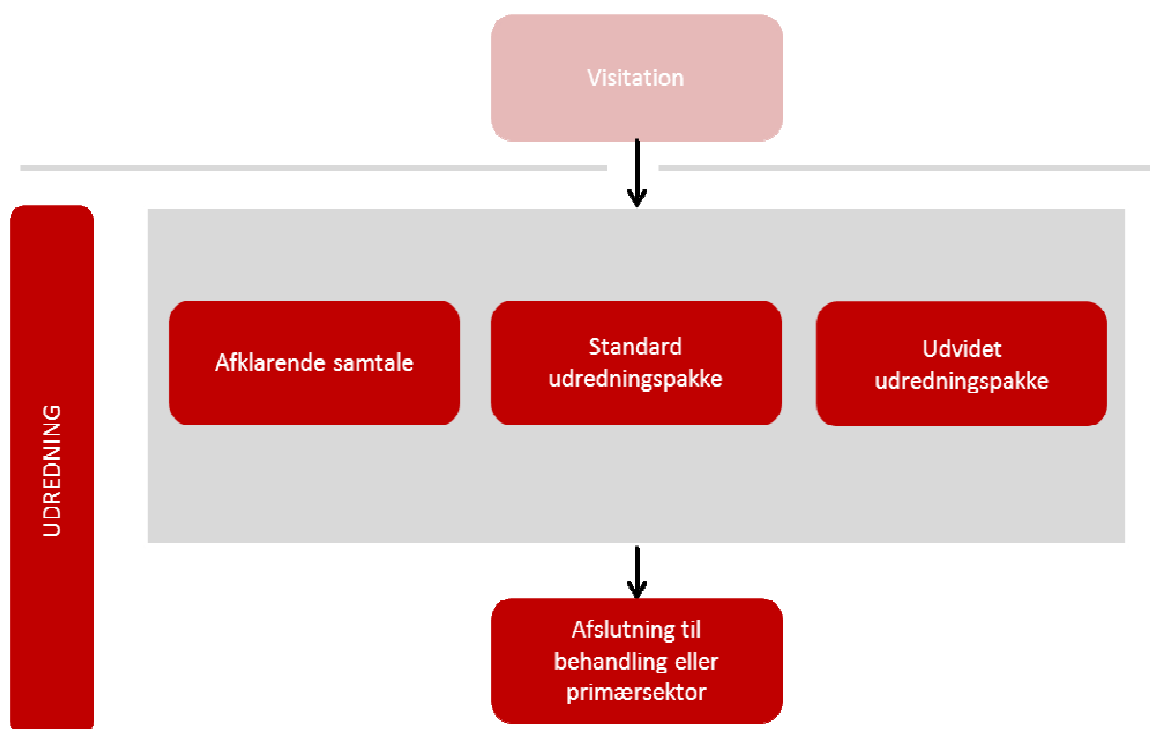 Visitation
UDREDNING
Afklarende samtale
Standard
udredningspakke
Udvidet
udredningspakke
Afslutning til
behandling eller
primærsektor